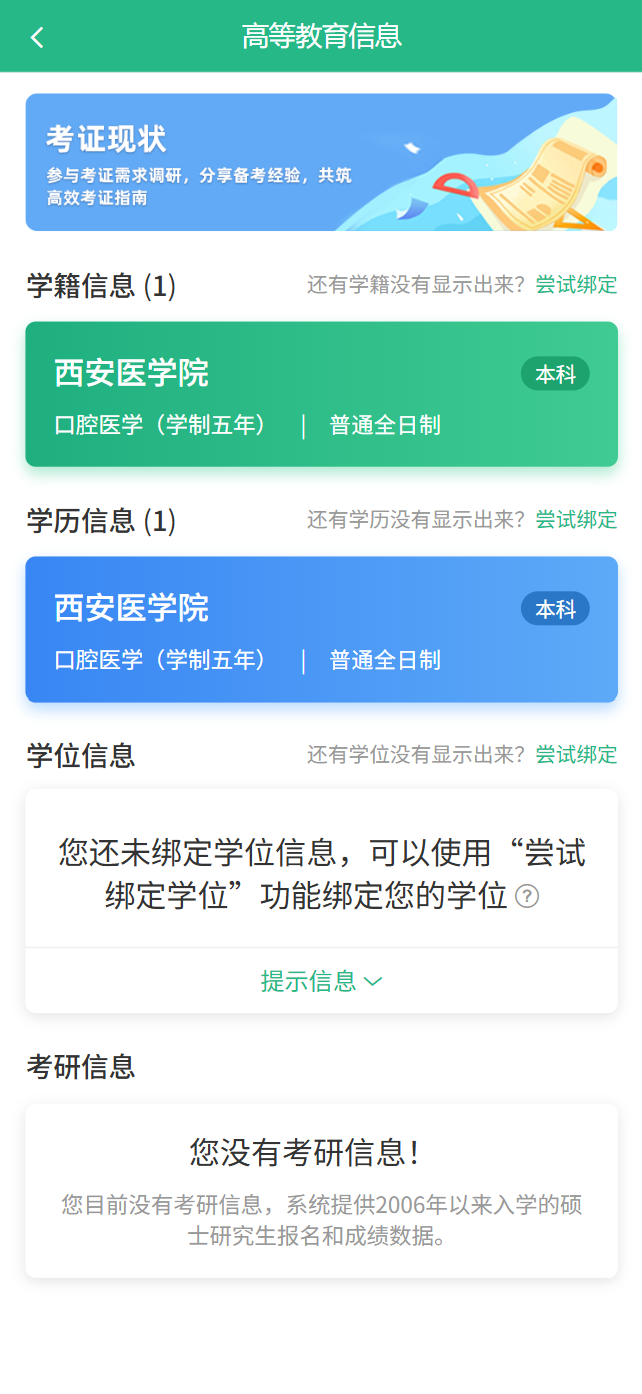 高等教育信息
考证现状
参与考证需求调研，分享备考经验，共筑
高效考证指南
学籍信息 (1)
还有学籍没有显示出来？尝试绑定
西安医学院
本科
口腔医学（学制五年） | 普通全日制
学历信息 (1)
还有学历没有显示出来？尝试绑定
西安医学院
本科
口腔医学（学制五年） | 普通全日制
学位信息
还有学位没有显示出来？尝试绑定
您还未绑定学位信息，可以使用“尝试
绑定学位”功能绑定您的学位 ?
提示信息
考研信息
您没有考研信息！
您目前没有考研信息，系统提供2006年以来入学的硕
士研究生报名和成绩数据。